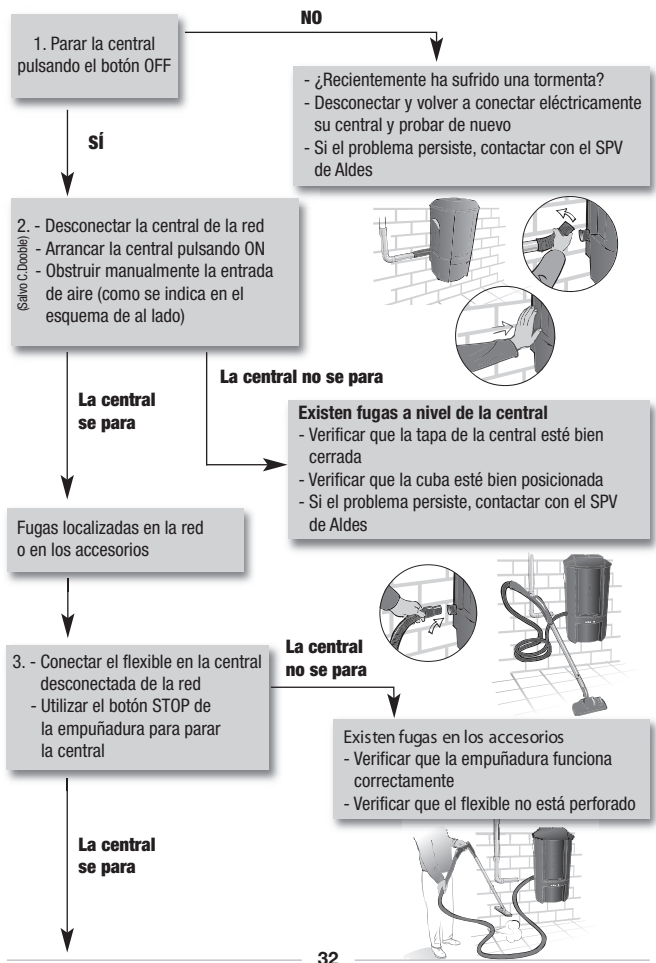 NO
1. Parar la central
pulsando el botón OFF
- ¿Recientemente ha sufrido una tormenta?
- Desconectar y volver a conectar eléctricamente
su central y probar de nuevo
- Si el problema persiste, contactar con el SPV
de Aldes
SÍ
(Salvo C.Dooble)
2. - Desconectar la central de la red
- Arrancar la central pulsando ON
- Obstruir manualmente la entrada
de aire (como se indica en el
esquema de al lado)
La central no se para
La central
se para
Existen fugas a nivel de la central
- Verificar que la tapa de la central esté bien
cerrada
- Verificar que la cuba esté bien posicionada
- Si el problema persiste, contactar con el SPV
de Aldes
Fugas localizadas en la red
o en los accesorios
La central
no se para
3. - Conectar el flexible en la central
desconectada de la red
- Utilizar el botón STOP de
la empuñadura para parar
la central
Existen fugas en los accesorios
- Verificar que la empuñadura funciona
correctamente
- Verificar que el flexible no está perforado
La central
se para
32